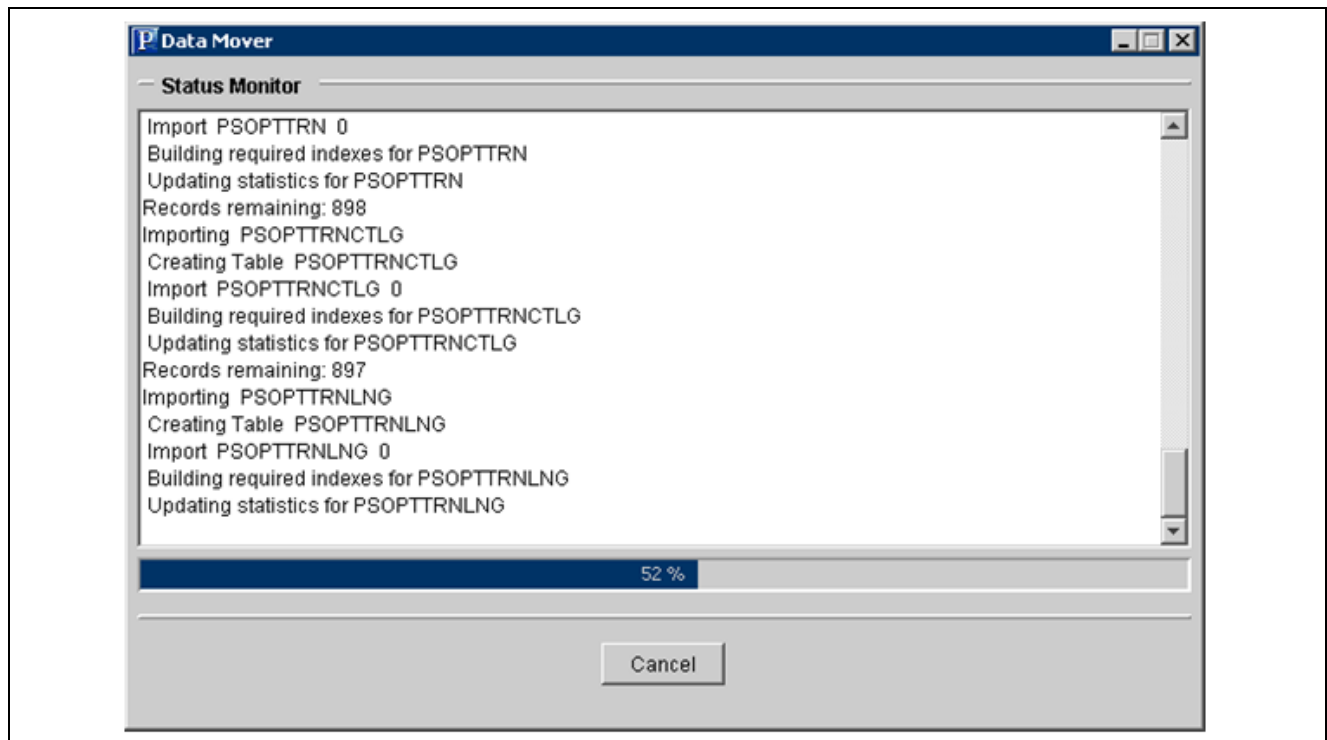 P Data Mover
Status Monitor
Import PSOPTTRN 0
Building required indexes for PSOPTTRN
Updating statistics for PSOPTTRN
Records remaining: 898
Importing PSOPTTRNCTLG
Creating Table PSOPTTRNCTLG
Import PSOPTTRNCTLG 0
Building required indexes for PSOPTTRNCTLG
Updating statistics for PSOPTTRNCTLG
Records remaining: 897
Importing PSOPTTRNLNG
Creating Table PSOPTTRNLNG
Import PSOPTTRNLNG 0
Building required indexes for PSOPTTRNLNG
Updating statistics for PSOPTTRNLNG
52 %
Cancel